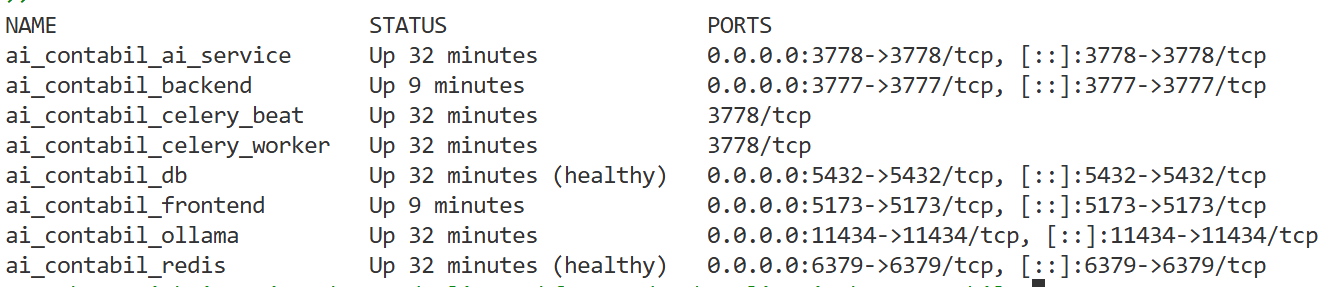 NAME STATUS PORTS
ai_contabil_ai_service Up 32 minutes 0.0.0.0:3778->3778/tcp, [::]:3778->3778/tcp
ai_contabil_backend Up 9 minutes 0.0.0.0:3777->3777/tcp, [::]:3777->3777/tcp
ai_contabil_celery_beat Up 32 minutes 3778/tcp
ai_contabil_celery_worker Up 32 minutes 3778/tcp
ai_contabil_db Up 32 minutes (healthy) 0.0.0.0:5432->5432/tcp, [::]:5432->5432/tcp
ai_contabil_frontend Up 9 minutes 0.0.0.0:5173->5173/tcp, [::]:5173->5173/tcp
ai_contabil_ollama Up 32 minutes 0.0.0.0:11434->11434/tcp, [::]:11434->11434/tcp
ai_contabil_redis Up 32 minutes (healthy) 0.0.0.0:6379->6379/tcp, [::]:6379->6379/tcp